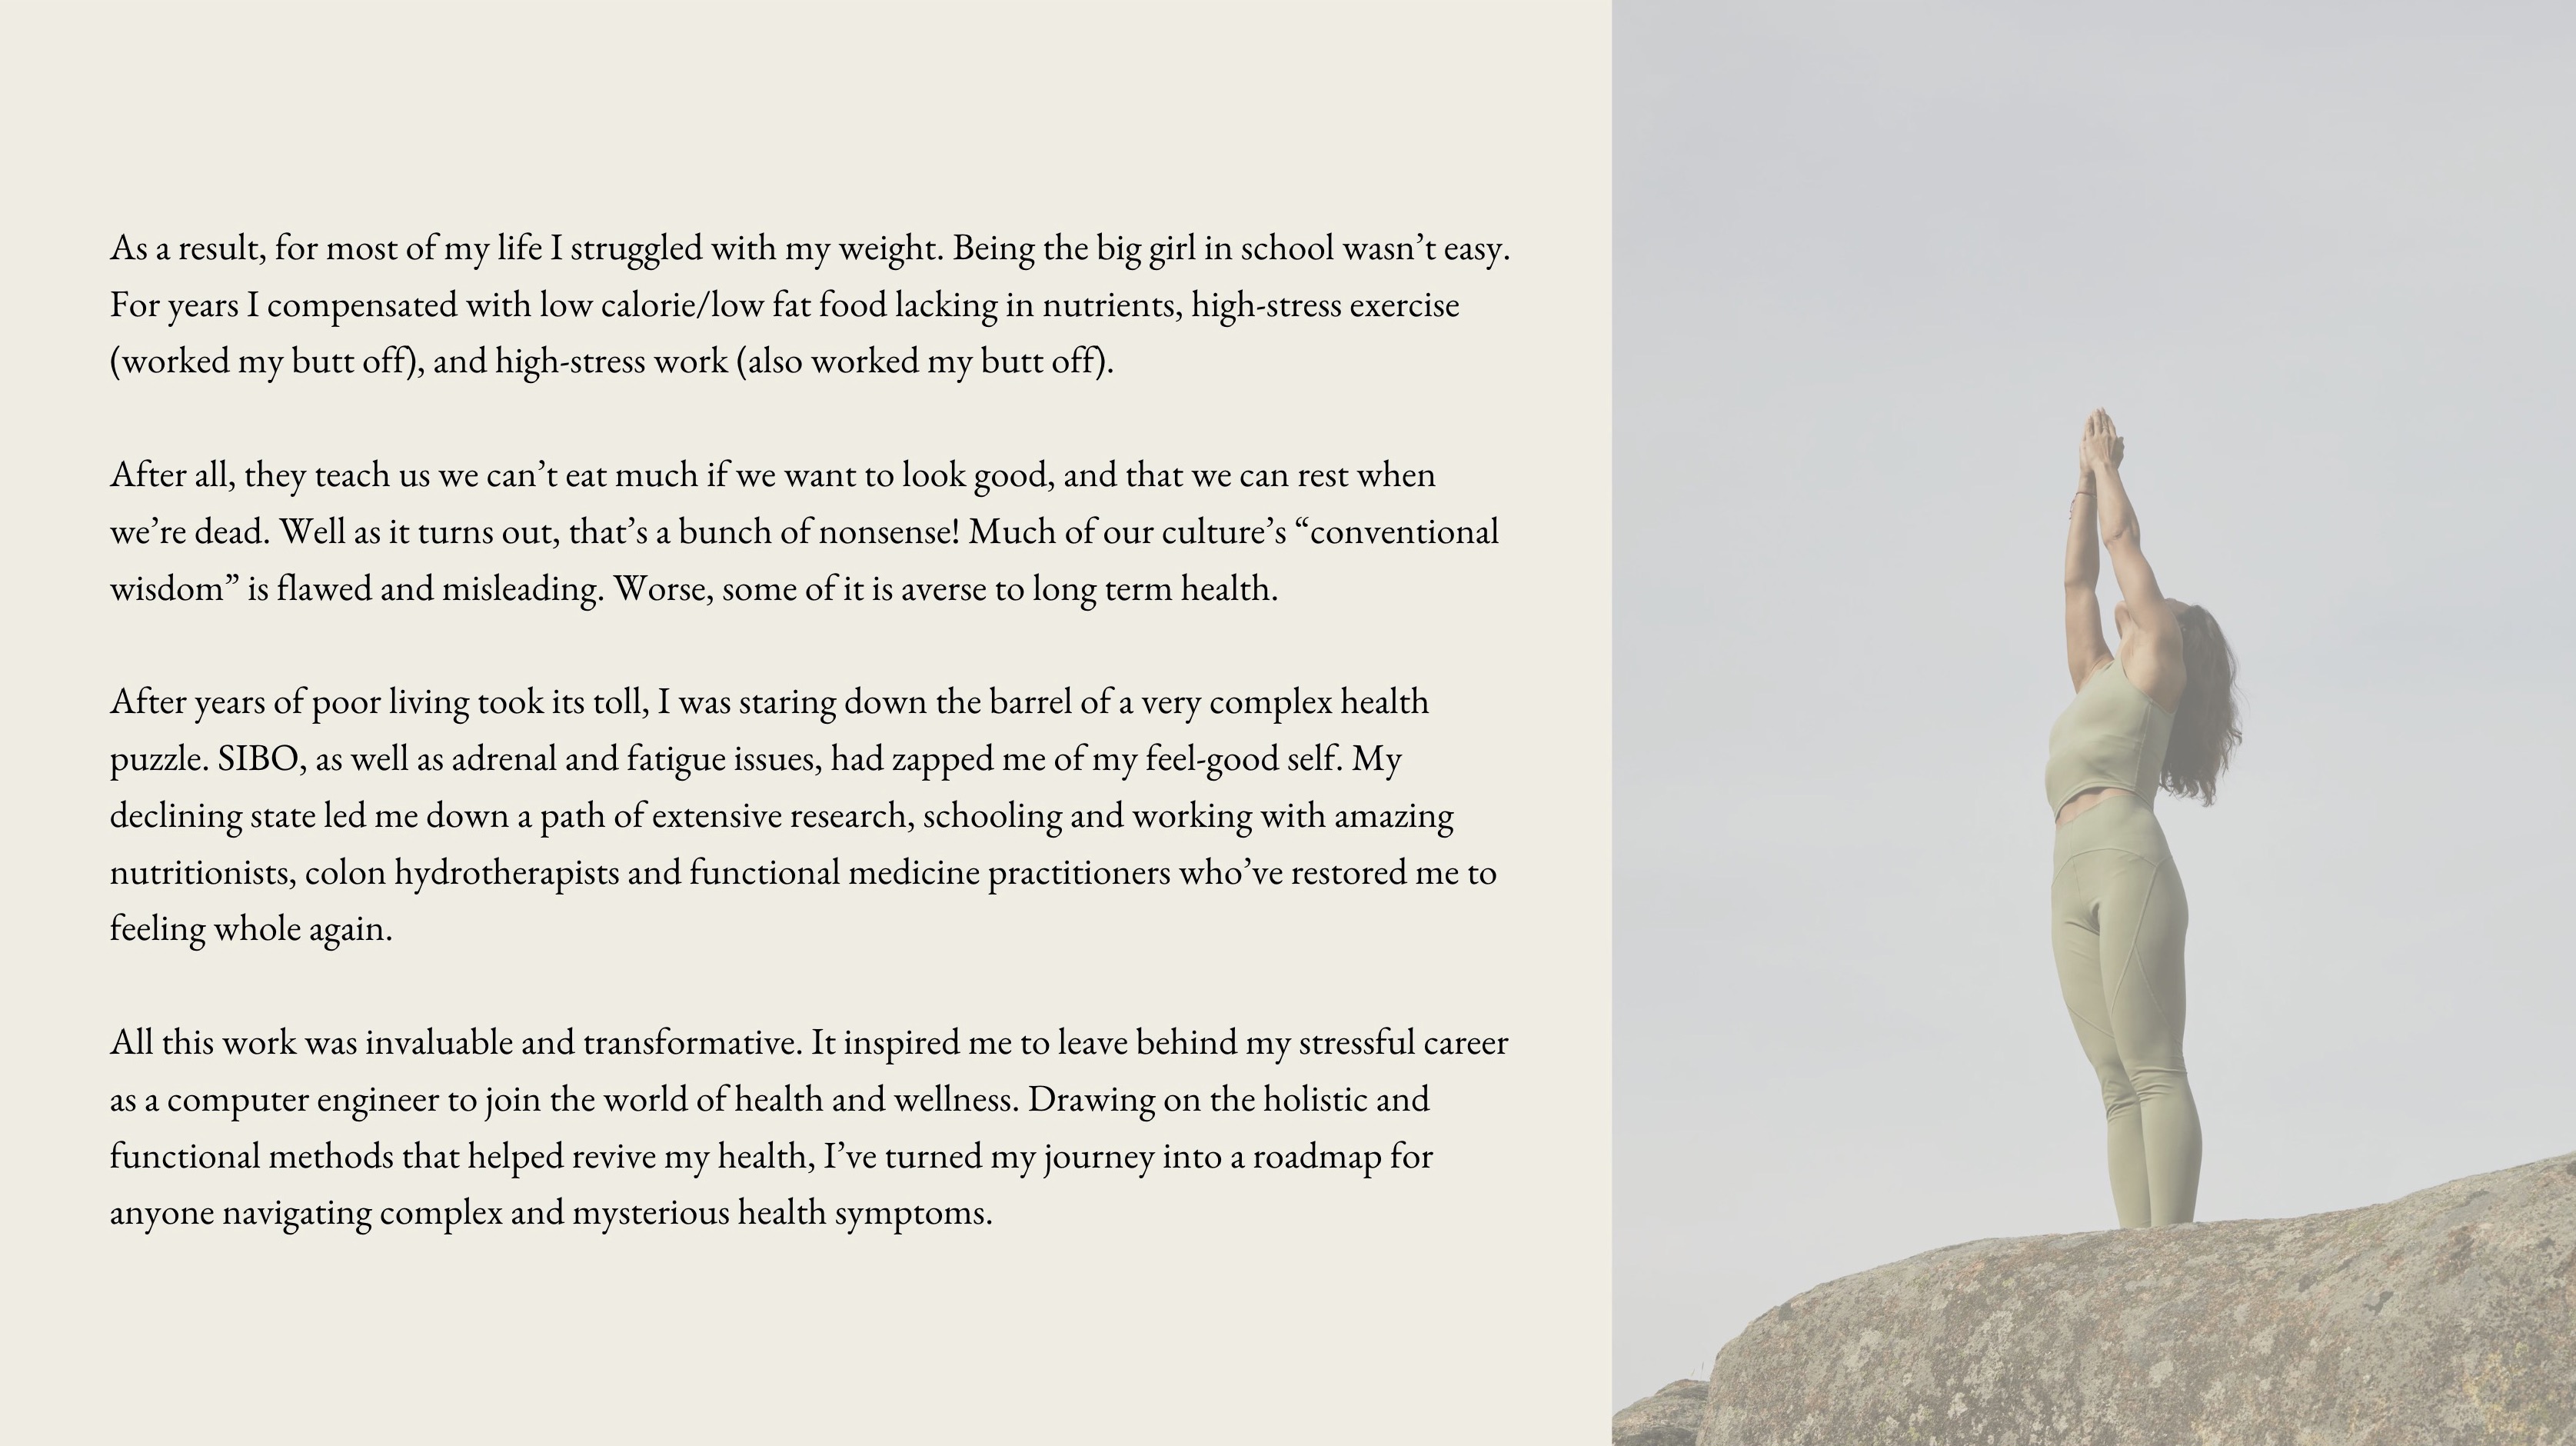 As a result, for most of my life I struggled with my weight. Being the big girl in school wasn’t easy.
For years I compensated with low calorie/low fat food lacking in nutrients, high-stress exercise
(worked my butt off), and high-stress work (also worked my butt off).
After all, they teach us we can’t eat much if we want to look good, and that we can rest when
we’re dead. Well as it turns out, that’s a bunch of nonsense! Much of our culture’s “conventional
wisdom” is flawed and misleading. Worse, some of it is averse to long term health.
After years of poor living took its toll, I was staring down the barrel of a very complex health
puzzle. SIBO, as well as adrenal and fatigue issues, had zapped me of my feel-good self. My
declining state led me down a path of extensive research, schooling and working with amazing
nutritionists, colon hydrotherapists and functional medicine practitioners who’ve restored me to
feeling whole again.
All this work was invaluable and transformative. It inspired me to leave behind my stressful career
as a computer engineer to join the world of health and wellness. Drawing on the holistic and
functional methods that helped revive my health, I’ve turned my journey into a roadmap for
anyone navigating complex and mysterious health symptoms.